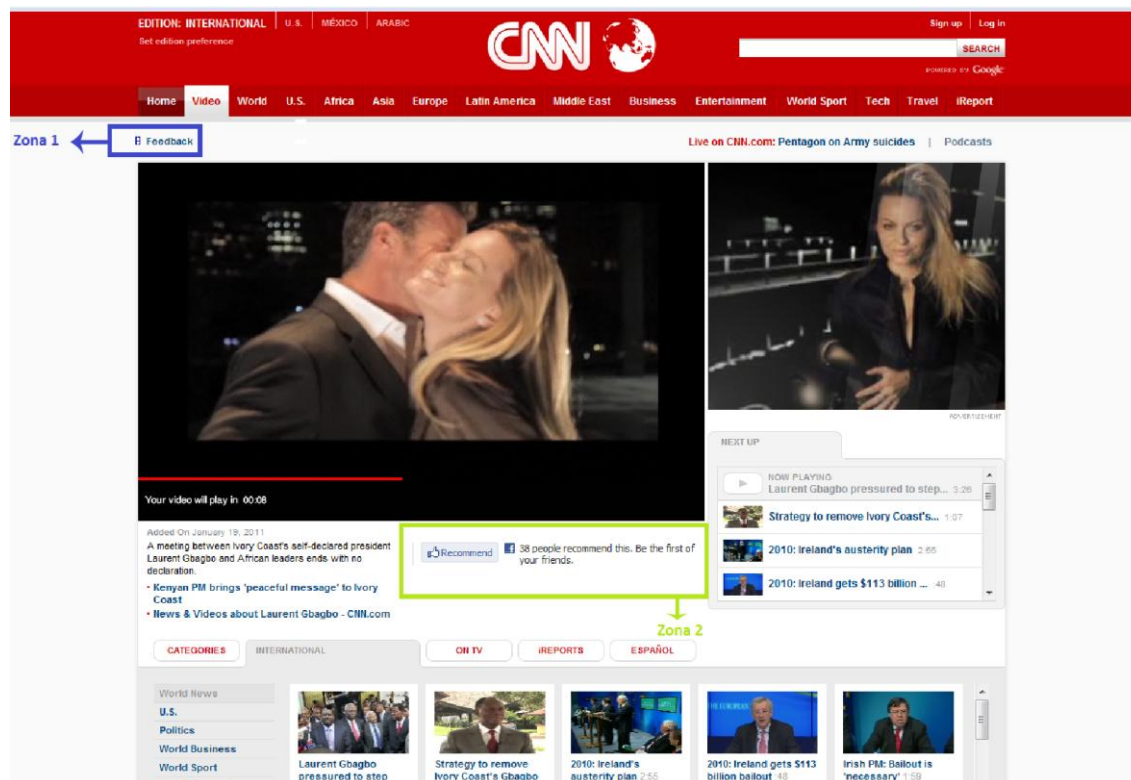 EDITION: INTERNATIONAL U.S. MÉXICO ARABIC
Set edition preference
CNN
Sign up Log in
SEARCH
POWERED BY Google
Home Video World U.S. Africa Asia Europe Latin America Middle East Business Entertainment World Sport Tech Travel iReport
Zona 1
Feedback
Live on CNN.com: Pentagon on Army suicides | Podcasts
ADVERTISEMENT
Your video will play in 00:08
NEXT UP
NOW PLAYING
Laurent Gbagbo pressured to step... 3:26
Strategy to remove Ivory Coast's... 1:07
2010: Ireland's austerity plan 2:55
2010: Ireland gets $113 billion ... :48
Added On January 19, 2011
A meeting between Ivory Coast's self-declared president
Laurent Gbagbo and African leaders ends with no
declaration.
• Kenyan PM brings 'peaceful message' to Ivory
Coast
• News & Videos about Laurent Gbagbo - CNN.com
Recommend
38 people recommend this. Be the first of
your friends.
Zona 2
CATEGORIES INTERNATIONAL ON TV iREPORTS ESPAÑOL
World News
U.S.
Politics
World Business
World Sport
Laurent Gbagbo
pressured to step
Strategy to remove
Ivory Coast's Gbagbo
2010: Ireland's
austerity plan 2:55
2010: Ireland gets $113
billion bailout :48
Irish PM: Bailout is
'necessary' 1:59